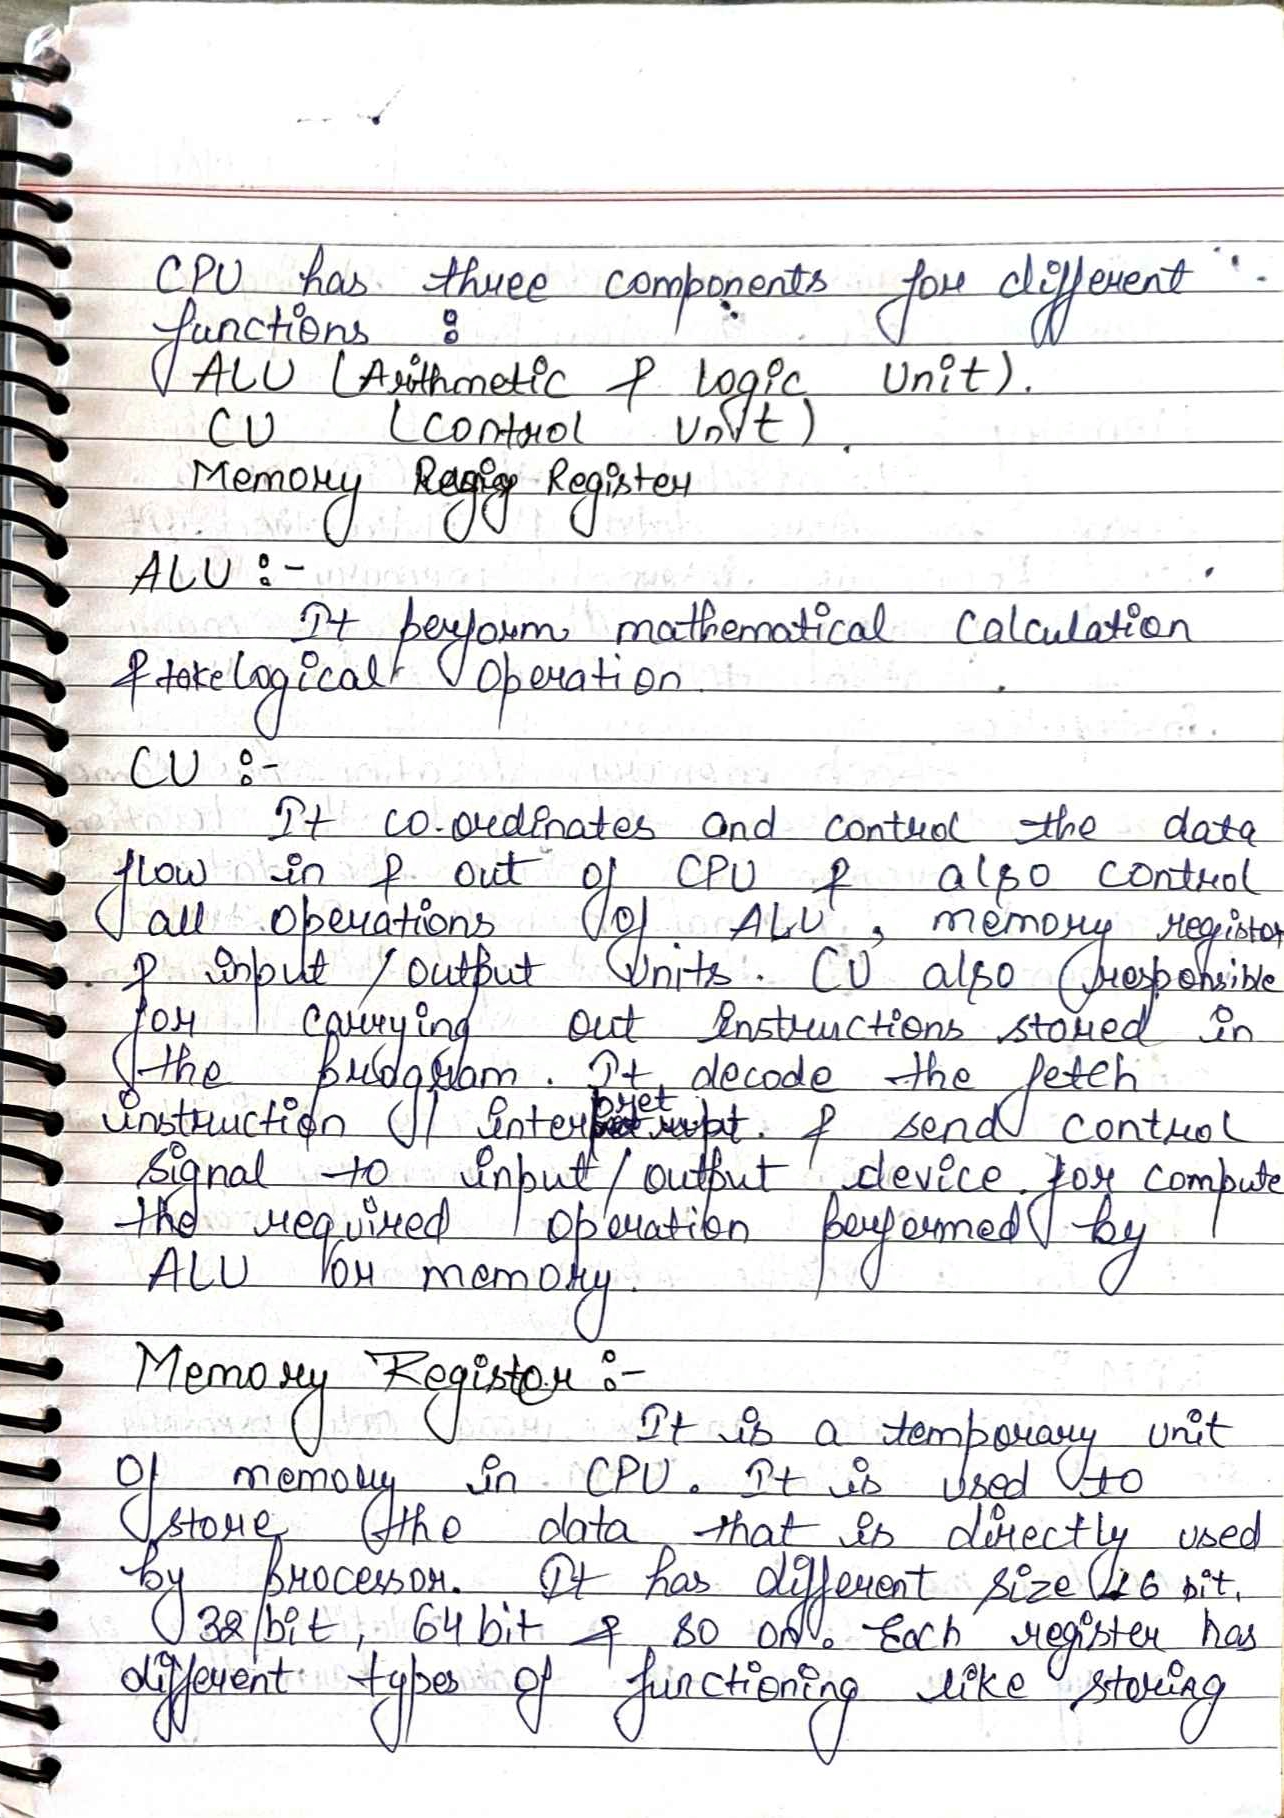 CPU has three components for different
functions :
ALU (Arithmetic & Logic Unit).
CU (Control Unit).
Memory Register
ALU :-
It perform mathematical calculation
& take logical operation.
CU :-
It co-ordinates and control the data
flow in & out of CPU & also control
all operations of ALU, memory register
& input / output units. CU also responsible
for carrying out instructions stored in
the program. It decode the fetch
instruction, interpret & send control
signal to input / output device for compute
the required operation performed by
ALU or memory.
Memory Register :-
It is a temporary unit
of memory in CPU. It is used to
store the data that is directly used
by processor. It has different size 16 bit,
32 bit, 64 bit & so on. Each register has
different types of functioning like storing